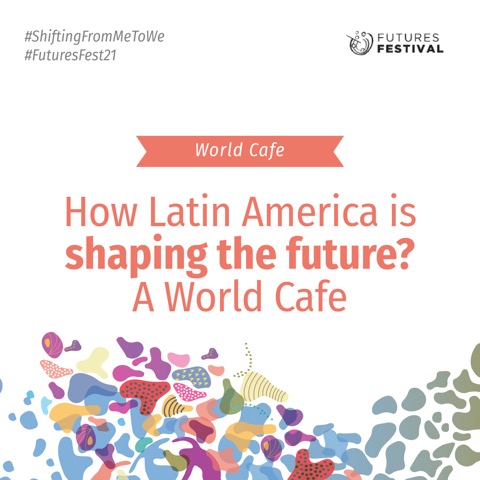 #ShiftingFromMeToWe
#FuturesFest21
FUTURES
FESTIVAL
World Cafe
How Latin America is
shaping the future?
A World Cafe